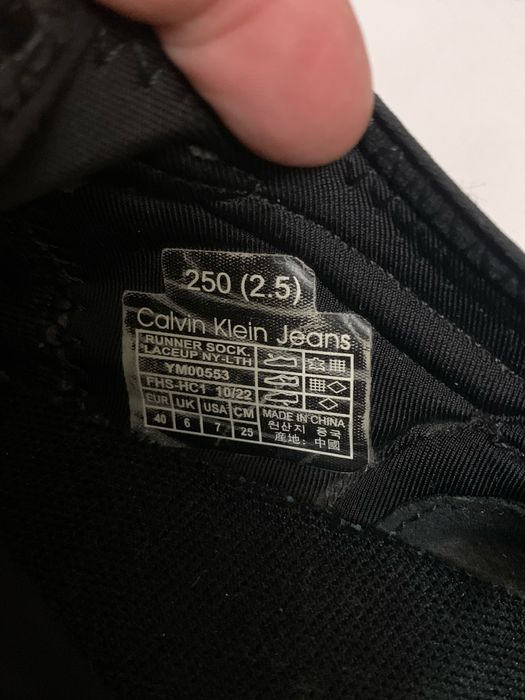 250 (2.5)
Calvin Klein Jeans
RUNNER SOCK.
LACEUP NY-LTH
YM00553
FHS-HC1 10/22
EUR UK USA CM
40 6 7 25
MADE IN CHINA
원산지 중국
産地: 中國